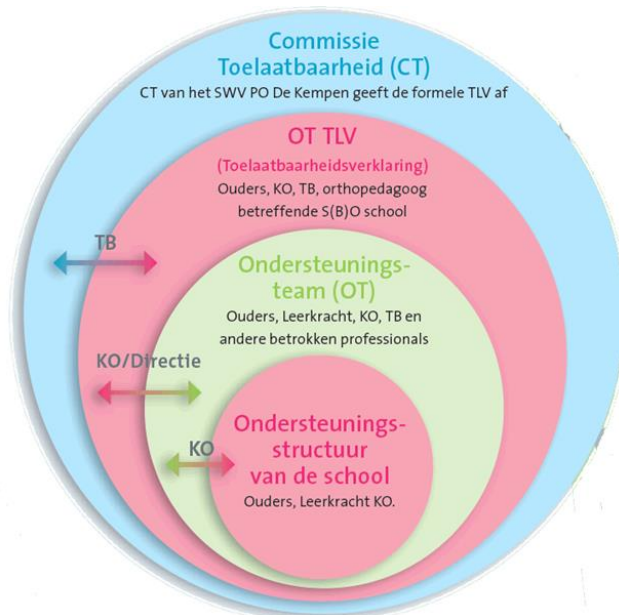 Commissie
Toelaatbaarheid (CT)
CT van het SWV PO De Kempen geeft de formele TLV af
OT TLV
(Toelaatbaarheidsverklaring)
Ouders, KO, TB, orthopedagoog
betreffende S(B)O school
TB
Ondersteunings-
team (OT)
Ouders, Leerkracht, KO, TB en
andere betrokken professionals
KO/Directie
Ondersteunings-
structuur
van de school
Ouders, Leerkracht KO.
KO